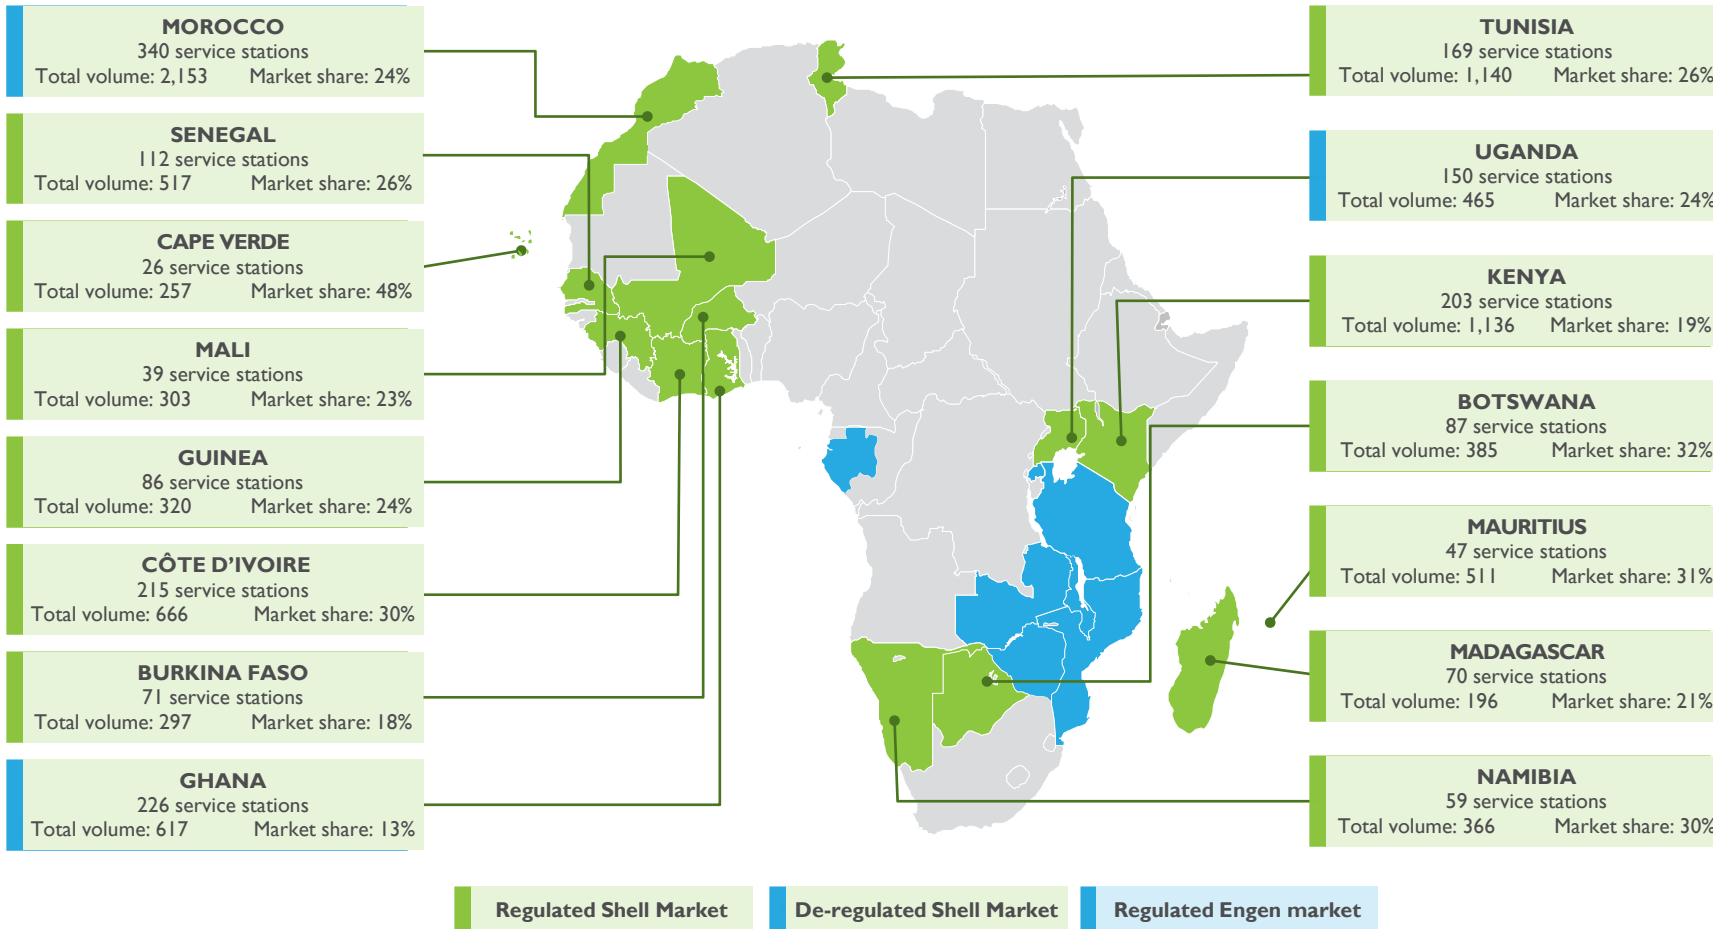 MOROCCO
340 service stations
Total volume: 2,153 Market share: 24%
SENEGAL
112 service stations
Total volume: 517 Market share: 26%
CAPE VERDE
26 service stations
Total volume: 257 Market share: 48%
MALI
39 service stations
Total volume: 303 Market share: 23%
GUINEA
86 service stations
Total volume: 320 Market share: 24%
CÔTE D'IVOIRE
215 service stations
Total volume: 666 Market share: 30%
BURKINA FASO
71 service stations
Total volume: 297 Market share: 18%
GHANA
226 service stations
Total volume: 617 Market share: 13%
TUNISIA
169 service stations
Total volume: 1,140 Market share: 26%
UGANDA
150 service stations
Total volume: 465 Market share: 24%
KENYA
203 service stations
Total volume: 1,136 Market share: 19%
BOTSWANA
87 service stations
Total volume: 385 Market share: 32%
MAURITIUS
47 service stations
Total volume: 511 Market share: 31%
MADAGASCAR
70 service stations
Total volume: 196 Market share: 21%
NAMIBIA
59 service stations
Total volume: 366 Market share: 30%
Regulated Shell Market
De-regulated Shell Market
Regulated Engen market